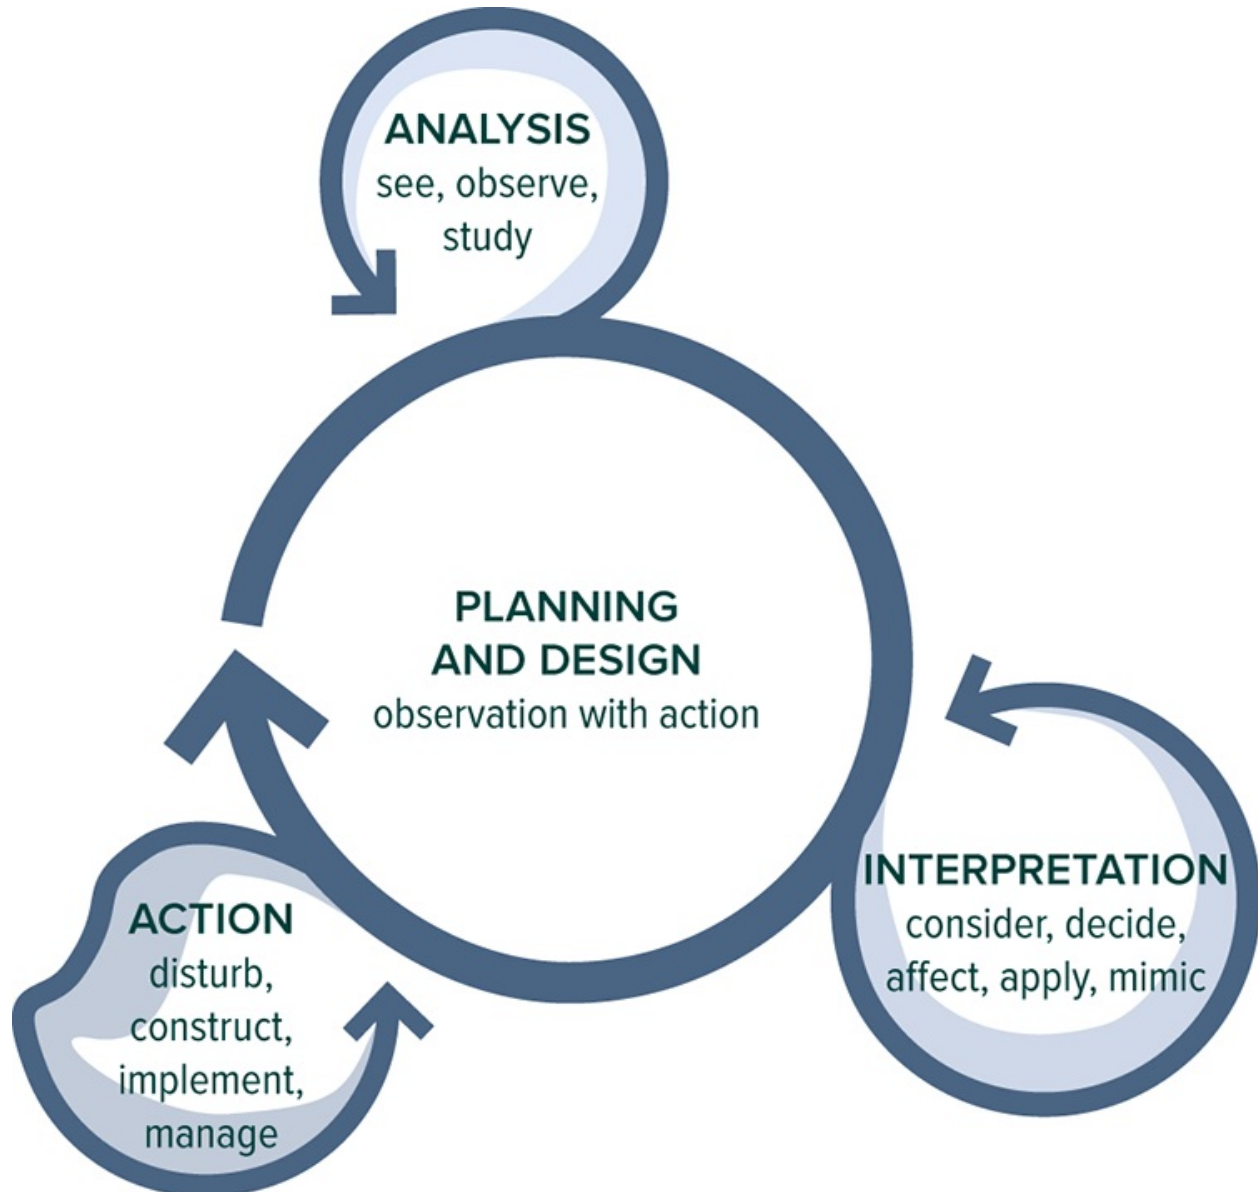 ANALYSIS
see, observe,
study
PLANNING
AND DESIGN
observation with action
INTERPRETATION
consider, decide,
affect, apply, mimic
ACTION
disturb,
construct,
implement,
manage